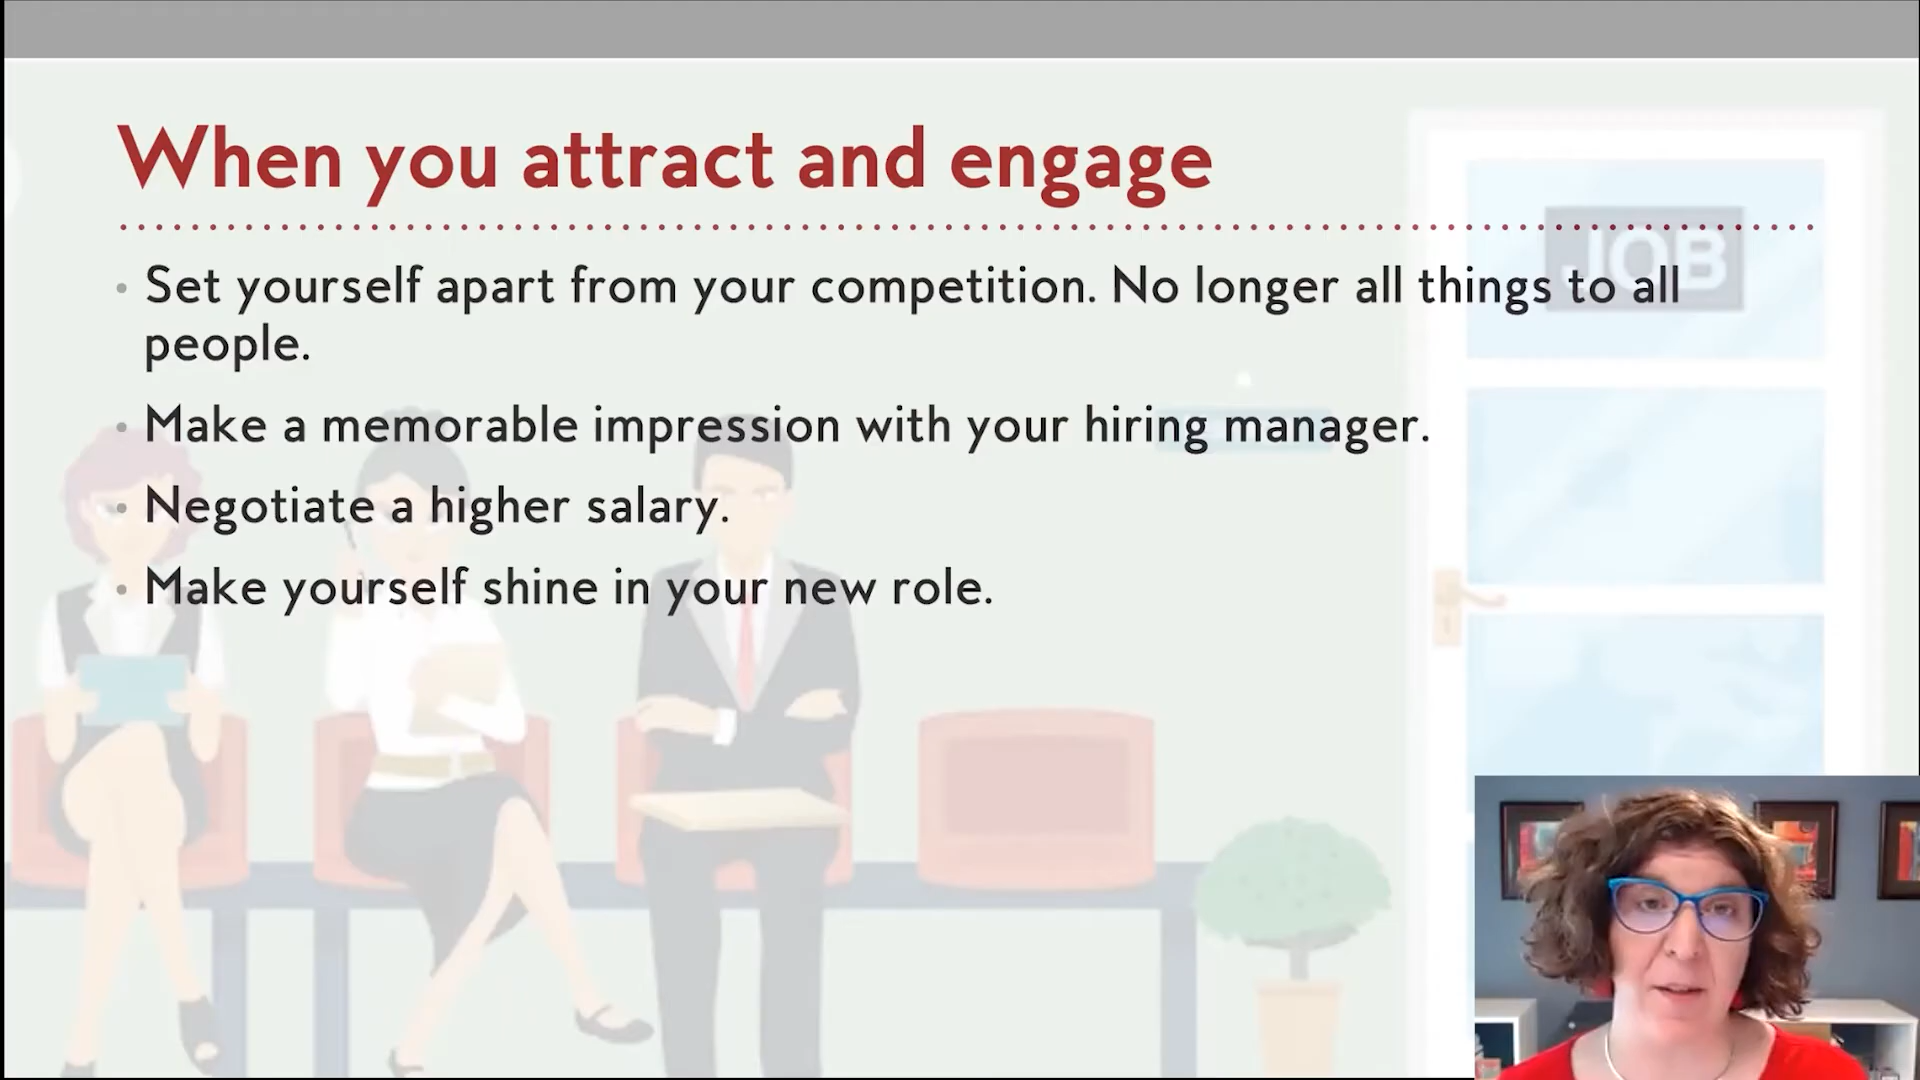 When you attract and engage
JOB
• Set yourself apart from your competition. No longer all things to all
people.
• Make a memorable impression with your hiring manager.
• Negotiate a higher salary.
• Make yourself shine in your new role.